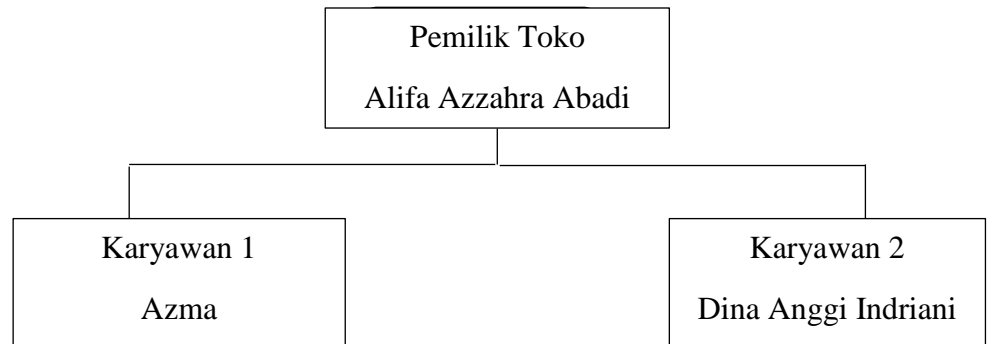 Pemilik Toko
Alifa Azzahra Abadi
Karyawan 1
Azma
Karyawan 2
Dina Anggi Indriani